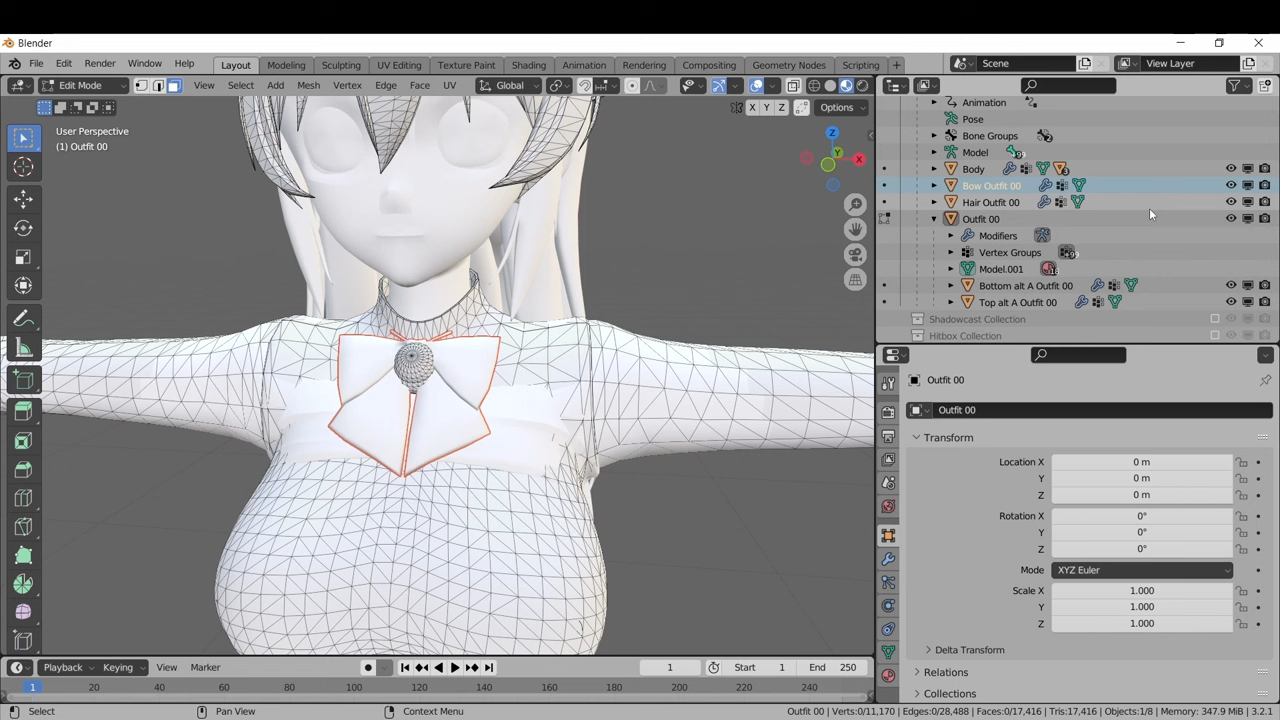 Blender
File Edit Render Window Help Layout Modeling Sculpting UV Editing Texture Paint Shading Animation Rendering Compositing Geometry Nodes Scripting + Scene View Layer
Edit Mode Select Add Mesh Vertex Edge Face UV Global
X Y Z Options
User Perspective
(1) Outfit 00
Z
Y
X
Animation
Pose
Bone Groups 2
Model 99
Body 3
Bow Outfit 00
Hair Outfit 00
Outfit 00
Modifiers
Vertex Groups 99
Model.001
Bottom alt A Outfit 00
Top alt A Outfit 00
Shadowcast Collection
Hitbox Collection
Outfit 00
Outfit 00
Transform
Location X 0 m
Y 0 m
Z 0 m
Rotation X 0°
Y 0°
Z 0°
Mode XYZ Euler
Scale X 1.000
Y 1.000
Z 1.000
Delta Transform
Relations
Collections
Playback Keying View Marker 1 Start 1 End 250
1 20 40 60 80 100 120 140 160 180 200 220 240
Select Pan View Context Menu Outfit 00 | Verts:0/11,170 | Edges:0/28,488 | Faces:0/17,416 | Tris:17,416 | Objects:1/8 | Memory: 347.9 MiB | 3.2.1